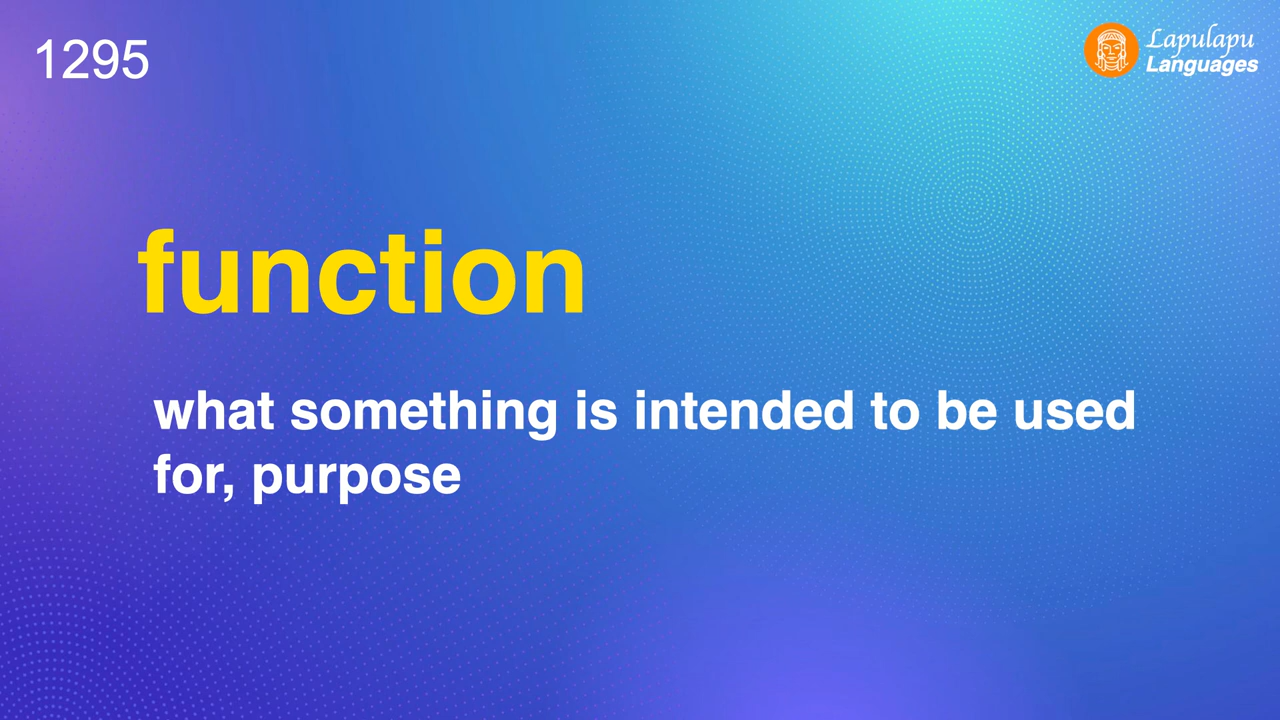 1295
Lapulapu
Languages
function
what something is intended to be used
for, purpose